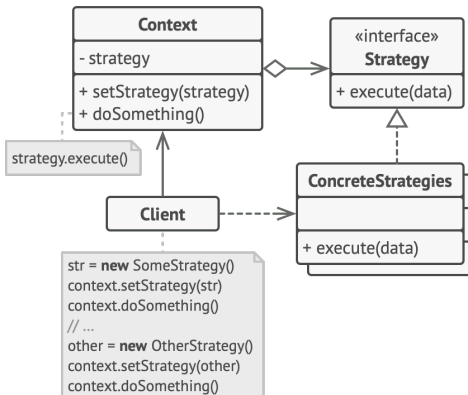 Context
- strategy
+ setStrategy(strategy)
+ doSomething()
«interface»
Strategy
+ execute(data)
strategy.execute()
ConcreteStrategies
+ execute(data)
Client
str = new SomeStrategy()
context.setStrategy(str)
context.doSomething()
// ...
other = new OtherStrategy()
context.setStrategy(other)
context.doSomething()